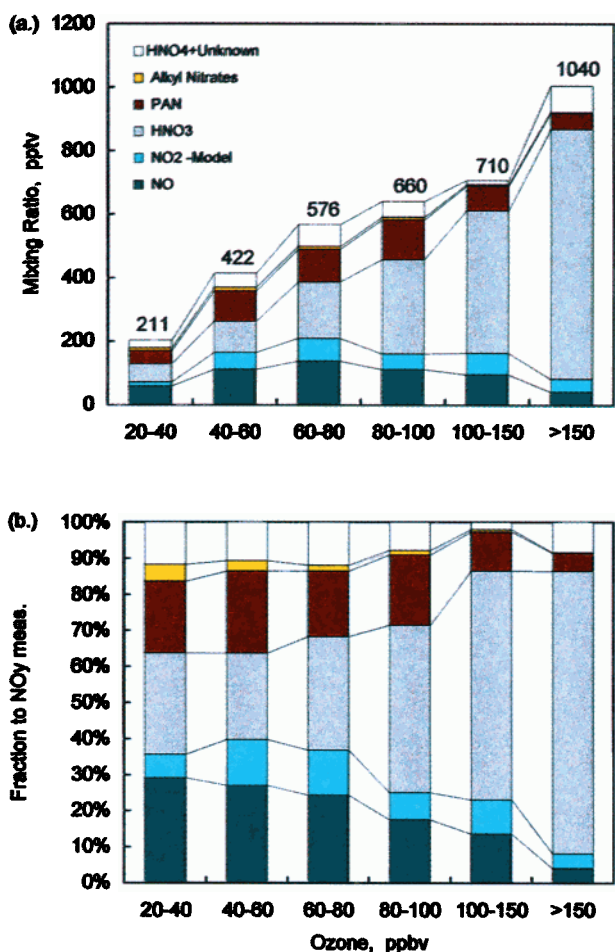 (a.)
1200
1000
800
600
400
200
0
Mixing Ratio, pptv
HNO4+Unknown
Alkyl Nitrates
PAN
HNO3
NO2 -Model
NO
211
422
576
660
710
1040
20-40 40-60 60-80 80-100 100-150 >150
(b.)
100%
90%
80%
70%
60%
50%
40%
30%
20%
10%
0%
Fraction to NOy meas.
20-40 40-60 60-80 80-100 100-150 >150
Ozone, ppbv